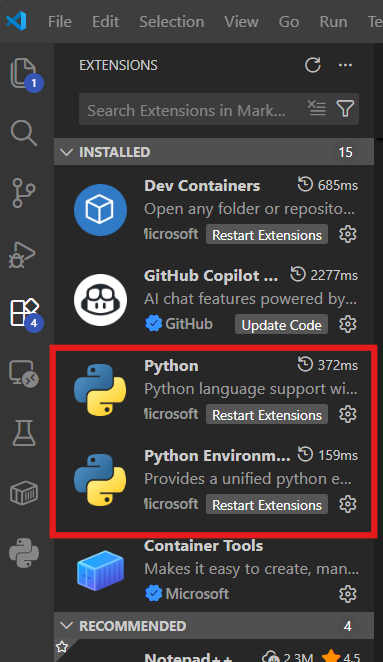 File Edit Selection View Go Run Te
EXTENSIONS
1
Search Extensions in Mark...
INSTALLED 15
Dev Containers 685ms
Open any folder or reposito...
Microsoft Restart Extensions
GitHub Copilot ... 2277ms
AI chat features powered by...
GitHub Update Code
4
Python 372ms
Python language support wi...
Microsoft Restart Extensions
Python Environm... 159ms
Provides a unified python e...
Microsoft Restart Extensions
Container Tools
Makes it easy to create, man...
Microsoft
RECOMMENDED 4
Notepad++ 2.3M 4.5